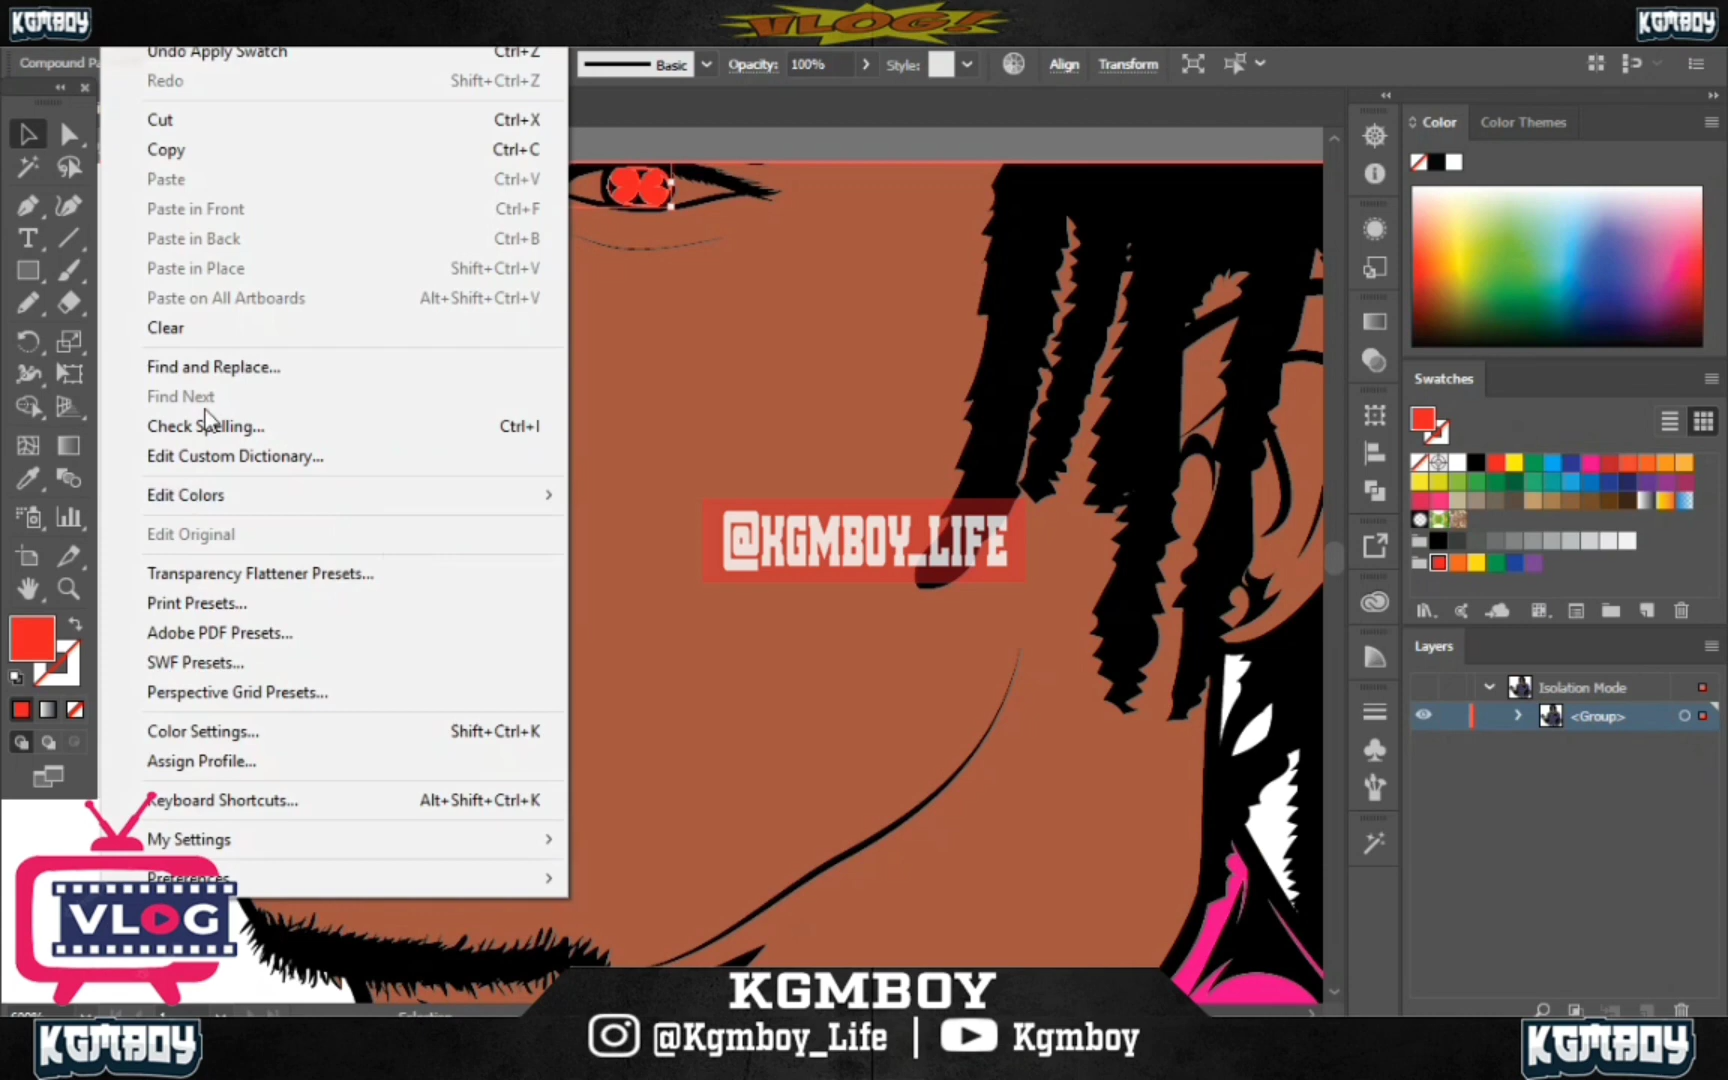 KGMBOY
VLOG!
KGMBOY
Compound Pa
Basic
Opacity:
100%
Style:
Align
Transform
Undo Apply Swatch Ctrl+Z
Redo Shift+Ctrl+Z
Cut Ctrl+X
Copy Ctrl+C
Paste Ctrl+V
Paste in Front Ctrl+F
Paste in Back Ctrl+B
Paste in Place Shift+Ctrl+V
Paste on All Artboards Alt+Shift+Ctrl+V
Clear
Find and Replace...
Find Next
Check Spelling... Ctrl+I
Edit Custom Dictionary...
Edit Colors
Edit Original
Transparency Flattener Presets...
Print Presets...
Adobe PDF Presets...
SWF Presets...
Perspective Grid Presets...
Color Settings... Shift+Ctrl+K
Assign Profile...
Keyboard Shortcuts... Alt+Shift+Ctrl+K
My Settings
Preferences
@KGMBOY_LIFE
Color
Color Themes
Swatches
Layers
Isolation Mode
<Group>
VLOG
Selection
KGMBOY
@Kgmboy_Life | Kgmboy
KGMBOY
KGMBOY